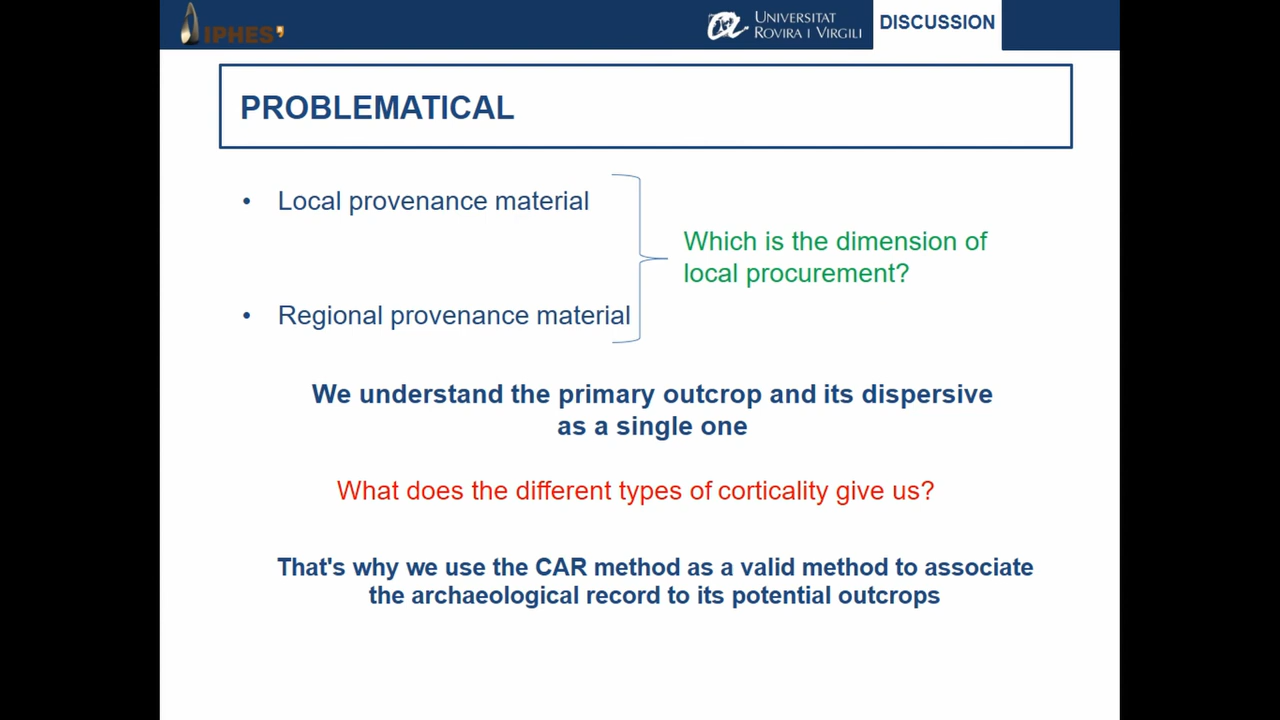 IPHES
UNIVERSITAT
ROVIRA I VIRGILI
DISCUSSION
PROBLEMATICAL
• Local provenance material
Which is the dimension of
local procurement?
• Regional provenance material
We understand the primary outcrop and its dispersive
as a single one
What does the different types of corticality give us?
That's why we use the CAR method as a valid method to associate
the archaeological record to its potential outcrops